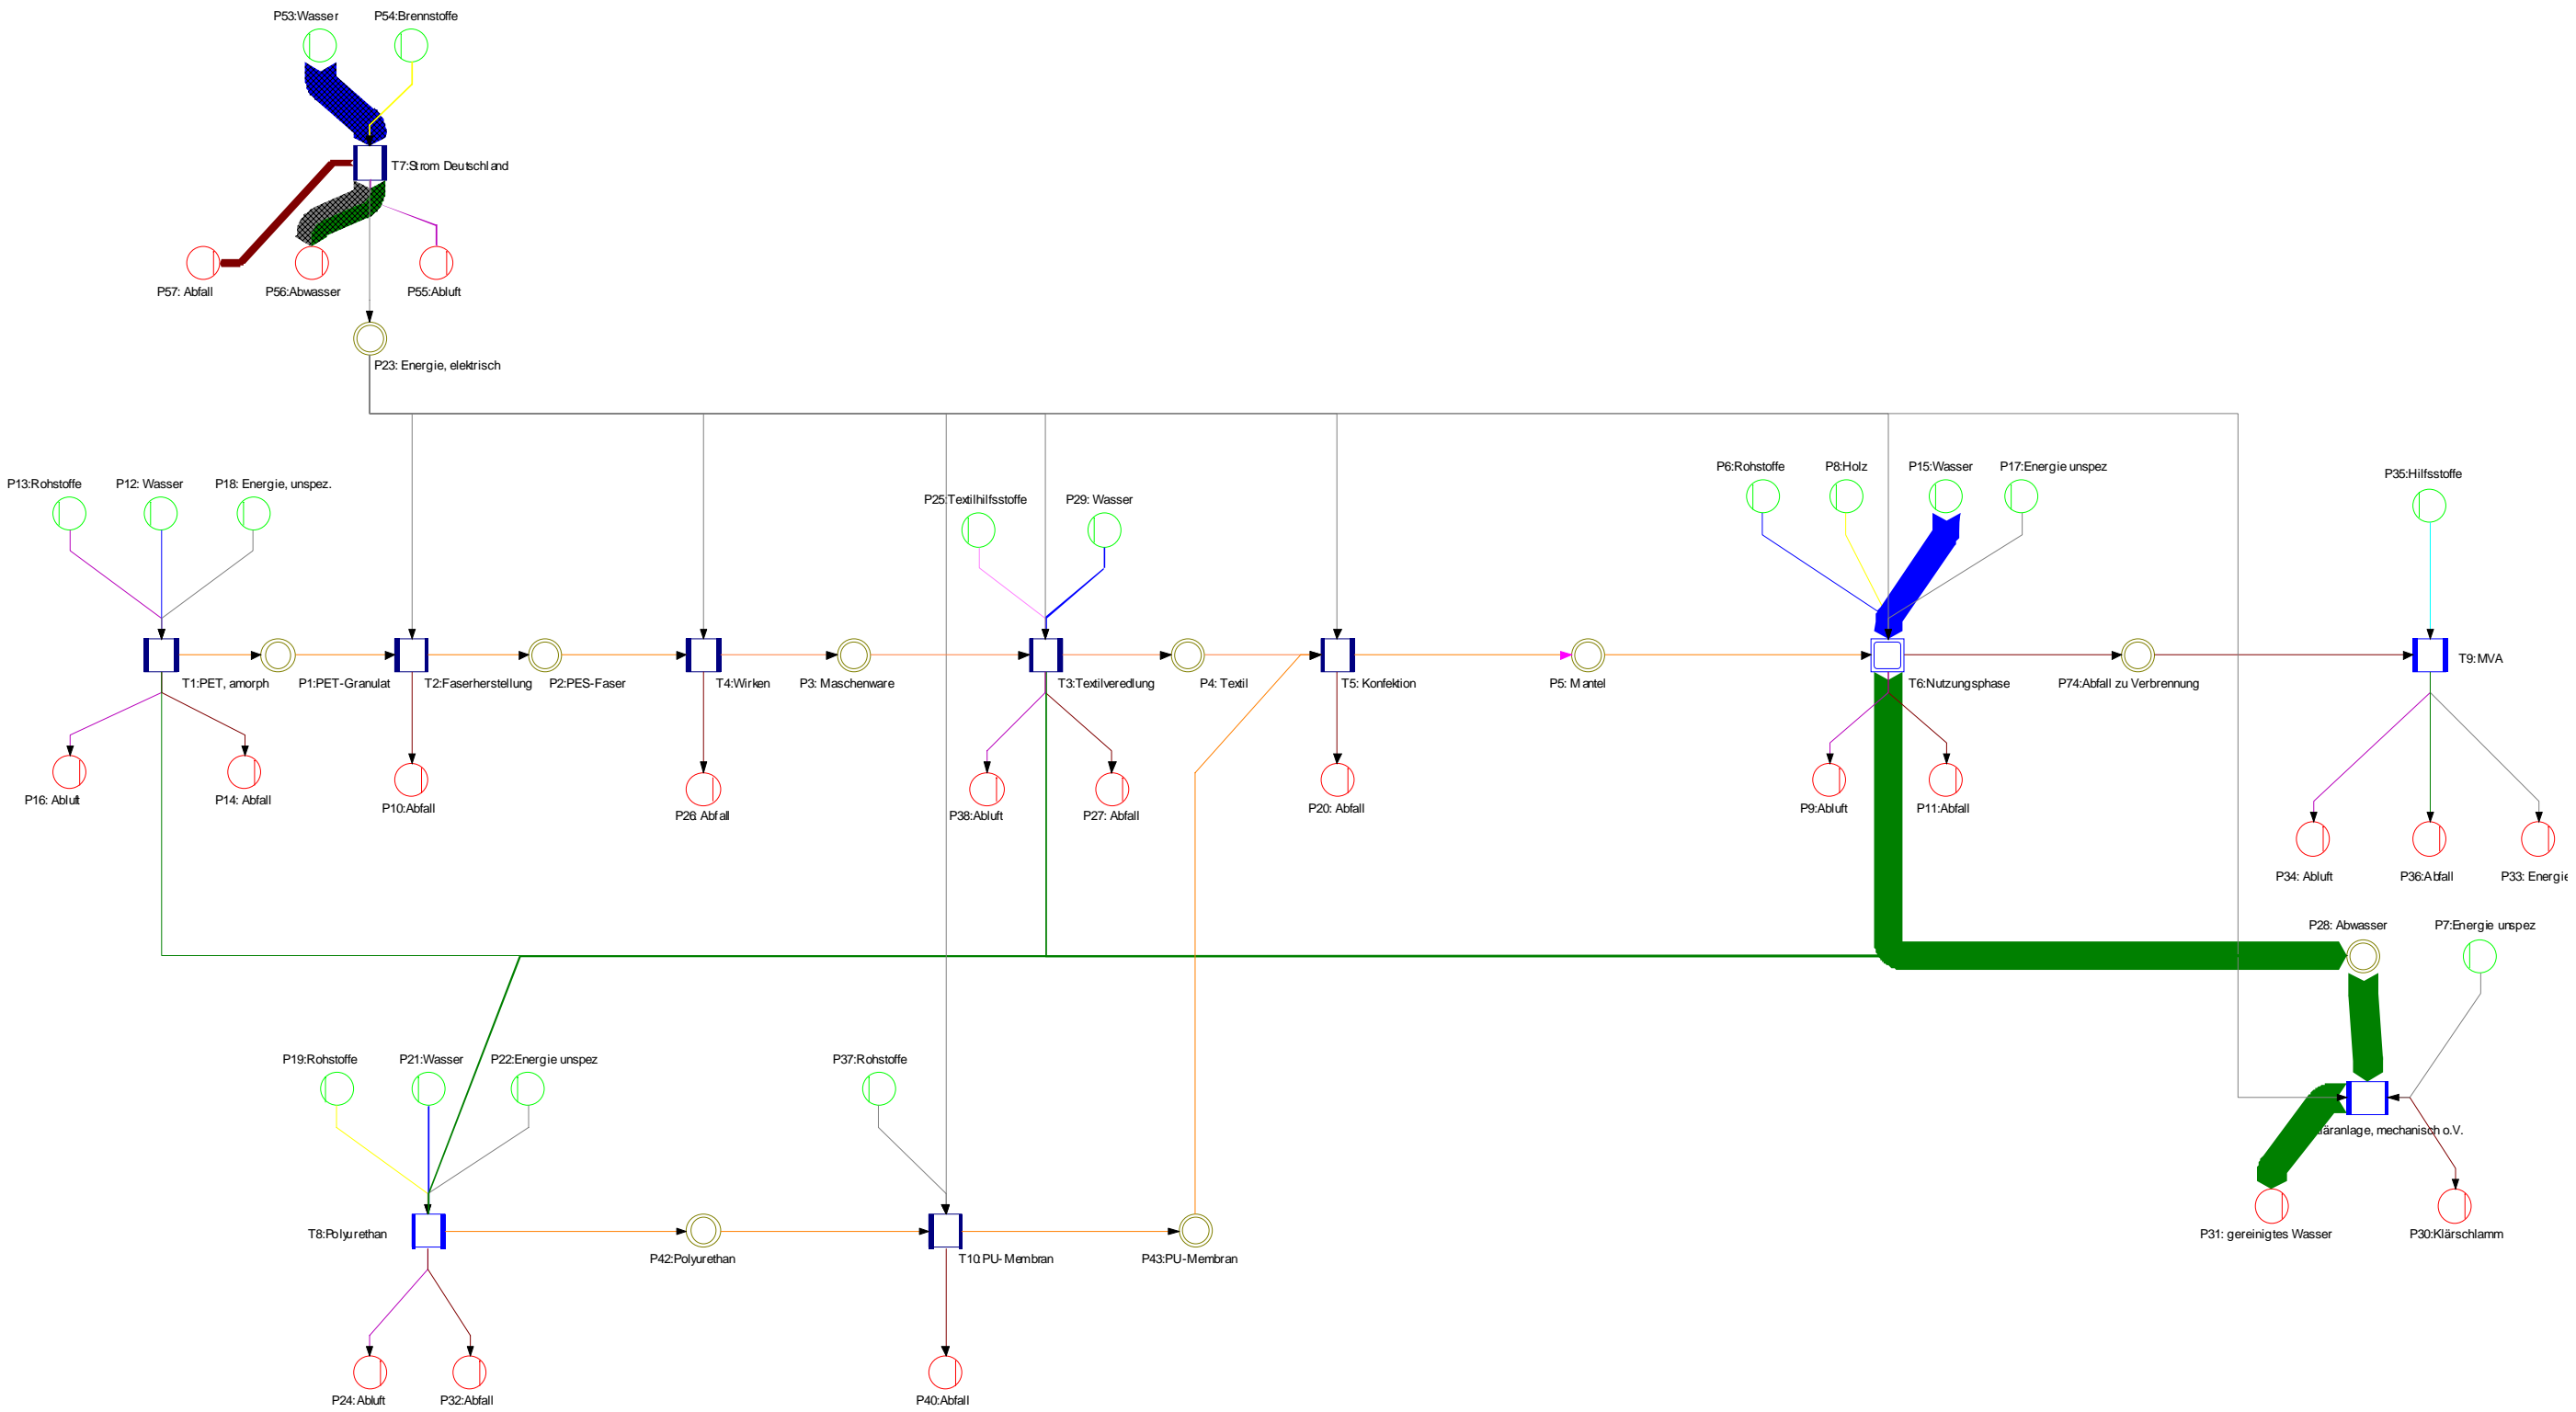 P53:Wasser
P54:Brennstoffe
T7:Strom Deutschland
P57: Abfall
P56:Abwasser
P55:Abluft
P23: Energie, elektrisch
P13:Rohstoffe
P12: Wasser
P18: Energie, unspez.
P25:Textilhilfsstoffe
P29: Wasser
P6:Rohstoffe
P8:Holz
P15:Wasser
P17:Energie unspez
P35:Hilfsstoffe
T1:PET, amorph
P1:PET-Granulat
T2:Faserherstellung
P2:PES-Faser
T4:Wirken
P3: Maschenware
T3:Textilveredlung
P4: Textil
T5: Konfektion
P5: Mantel
T6:Nutzungsphase
P74:Abfall zu Verbrennung
T9:MVA
P16: Abluft
P14: Abfall
P10:Abfall
P26: Abfall
P38:Abluft
P27: Abfall
P20: Abfall
P9:Abluft
P11:Abfall
P34: Abluft
P36:Abfall
P33: Energie
P28: Abwasser
P7:Energie unspez
P19:Rohstoffe
P21:Wasser
P22:Energie unspez
P37:Rohstoffe
äranlage, mechanisch o.V.
P31: gereinigtes Wasser
P30:Klärschlamm
T8:Polyurethan
P42:Polyurethan
T10:PU-Membran
P43:PU-Membran
P24:Abluft
P32:Abfall
P40:Abfall